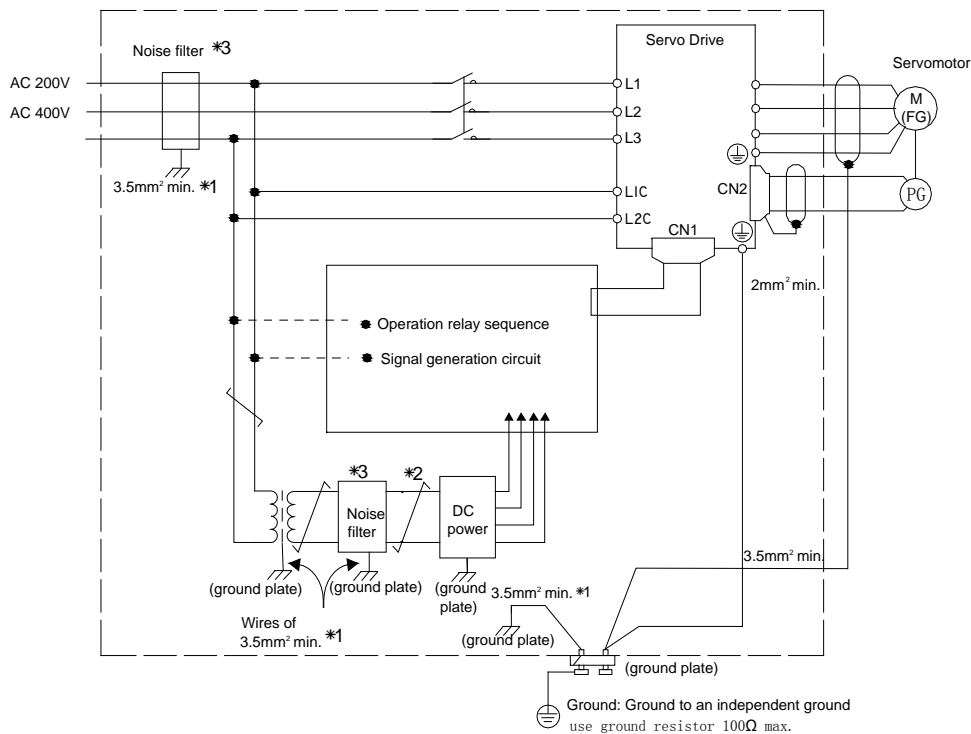 Noise filter *3
Servo Drive
Servomotor
AC 200V
AC 400V
L1
L2
L3
M
(FG)
3.5mm² min. *1
L1C
L2C
CN2
PG
CN1
2mm² min.
Operation relay sequence
Signal generation circuit
*3
*2
Noise
filter
DC
power
3.5mm² min.
(ground plate)
(ground plate)
(ground
plate)
3.5mm² min. *1
Wires of
3.5mm² min. *1
(ground plate)
(ground plate)
Ground: Ground to an independent ground
use ground resistor 100Ω max.